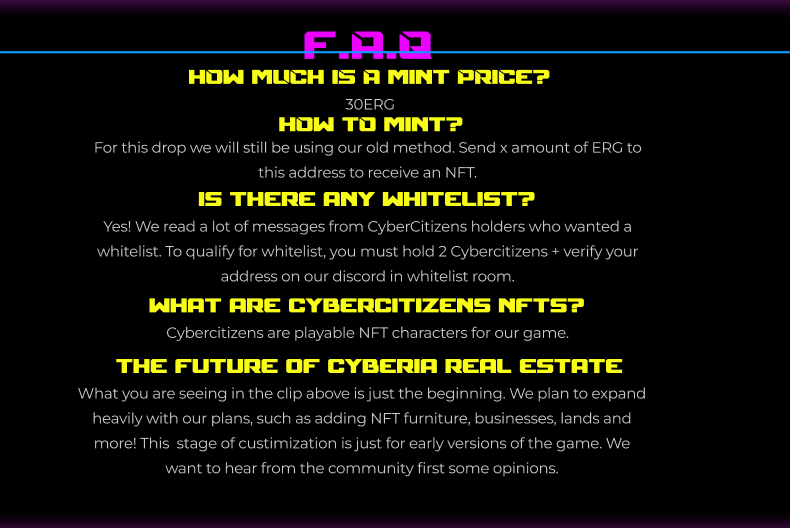 F.A.Q
HOW MUCH IS A MINT PRICE?
30ERG
HOW TO MINT?
For this drop we will still be using our old method. Send x amount of ERG to
this address to receive an NFT.
IS THERE ANY WHITELIST?
Yes! We read a lot of messages from CyberCitizens holders who wanted a
whitelist. To qualify for whitelist, you must hold 2 Cybercitizens + verify your
address on our discord in whitelist room.
WHAT ARE CYBERCITIZENS NFTS?
Cybercitizens are playable NFT characters for our game.
THE FUTURE OF CYBERIA REAL ESTATE
What you are seeing in the clip above is just the beginning. We plan to expand
heavily with our plans, such as adding NFT furniture, businesses, lands and
more! This  stage of custimization is just for early versions of the game. We
want to hear from the community first some opinions.